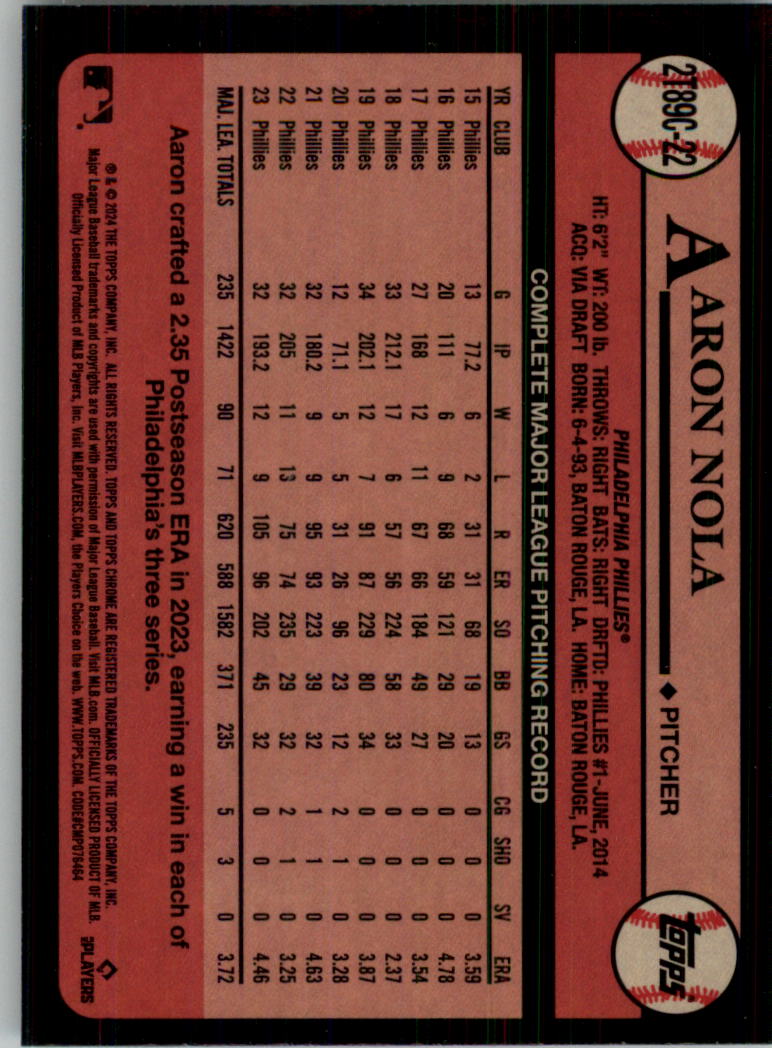 2T89C-22
AARON NOLA ◆ PITCHER
topps®
PHILADELPHIA PHILLIES®
HT: 6'2" WT: 200 lb. THROWS: RIGHT BATS: RIGHT DRFTD: PHILLIES #1-JUNE, 2014
ACQ: VIA DRAFT BORN: 6-4-93, BATON ROUGE, LA. HOME: BATON ROUGE, LA.
COMPLETE MAJOR LEAGUE PITCHING RECORD
YR CLUB G IP W L R ER SO BB GS CG SHO SV ERA
15 Phillies 13 77.2 6 2 31 31 68 19 13 0 0 0 3.59
16 Phillies 20 111 6 9 68 59 121 29 20 0 0 0 4.78
17 Phillies 27 168 12 11 67 66 184 49 27 0 0 0 3.54
18 Phillies 33 212.1 17 6 57 56 224 58 33 0 0 0 2.37
19 Phillies 34 202.1 12 7 91 87 229 80 34 0 0 0 3.87
20 Phillies 12 71.1 5 5 31 26 96 23 12 2 1 0 3.28
21 Phillies 32 180.2 9 9 95 93 223 39 32 1 1 0 4.63
22 Phillies 32 205 11 13 75 74 235 29 32 2 1 0 3.25
23 Phillies 32 193.2 12 9 105 96 202 45 32 0 0 0 4.46
MAJ. LEA. TOTALS 235 1422 90 71 620 588 1582 371 235 5 3 0 3.72
Aaron crafted a 2.35 Postseason ERA in 2023, earning a win in each of
Philadelphia's three series.
® & © 2024 THE TOPPS COMPANY, INC. ALL RIGHTS RESERVED. TOPPS AND TOPPS CHROME ARE REGISTERED TRADEMARKS OF THE TOPPS COMPANY, INC.
Major League Baseball trademarks and copyrights are used with permission of Major League Baseball. Visit MLB.com. OFFICIALLY LICENSED PRODUCT OF MLB
Officially Licensed Product of MLB Players, Inc. Visit MLBPLAYERS.COM, the Players Choice on the web. WWW.TOPPS.COM. CODE#CMP076464
PLAYERS